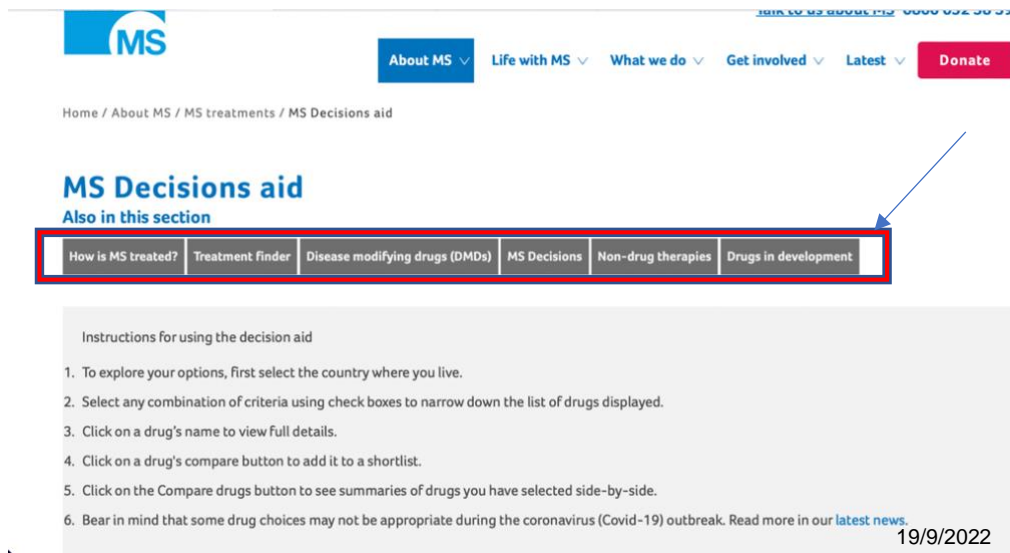 MS
About MS Life with MS What we do Get involved Latest Donate
Home / About MS / MS treatments / MS Decisions aid
MS Decisions aid
Also in this section
How is MS treated? Treatment finder Disease modifying drugs (DMDs) MS Decisions Non-drug therapies Drugs in development
Instructions for using the decision aid
1. To explore your options, first select the country where you live.
2. Select any combination of criteria using check boxes to narrow down the list of drugs displayed.
3. Click on a drug's name to view full details.
4. Click on a drug's compare button to add it to a shortlist.
5. Click on the Compare drugs button to see summaries of drugs you have selected side-by-side.
6. Bear in mind that some drug choices may not be appropriate during the coronavirus (Covid-19) outbreak. Read more in our latest news.
19/9/2022